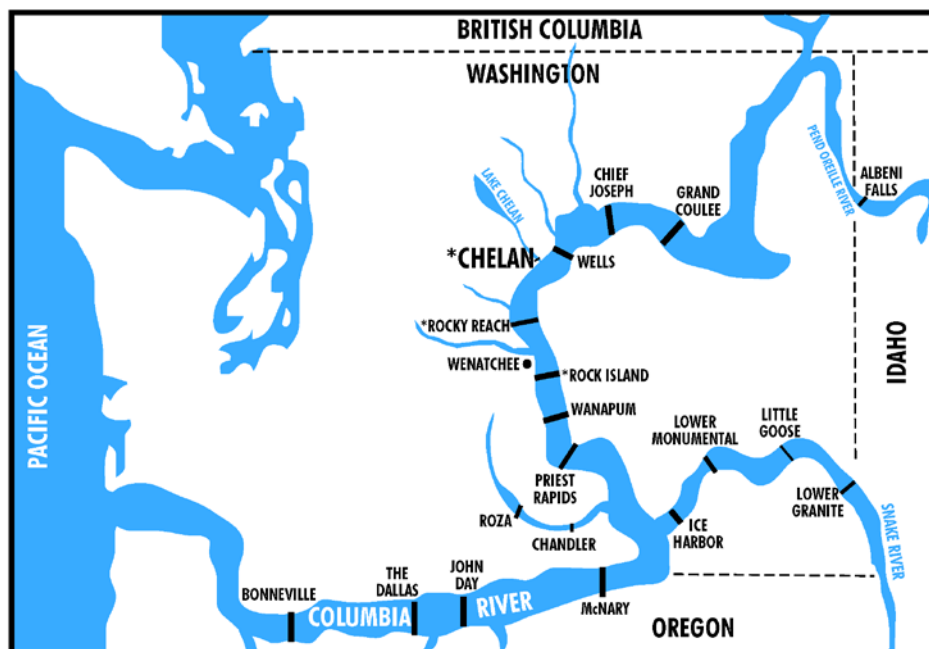 BRITISH COLUMBIA
WASHINGTON
PEND OREILLE RIVER
ALBENI
FALLS
CHIEF
JOSEPH
GRAND
COULEE
LAKE CHELAN
*CHELAN
WELLS
*ROCKY REACH
WENATCHEE
*ROCK ISLAND
WANAPUM
PACIFIC OCEAN
IDAHO
LOWER
MONUMENTAL
LITTLE
GOOSE
PRIEST
RAPIDS
LOWER
GRANITE
ROZA
CHANDLER
ICE
HARBOR
SNAKE RIVER
BONNEVILLE
THE
DALLAS
JOHN
DAY
COLUMBIA
RIVER
McNARY
OREGON